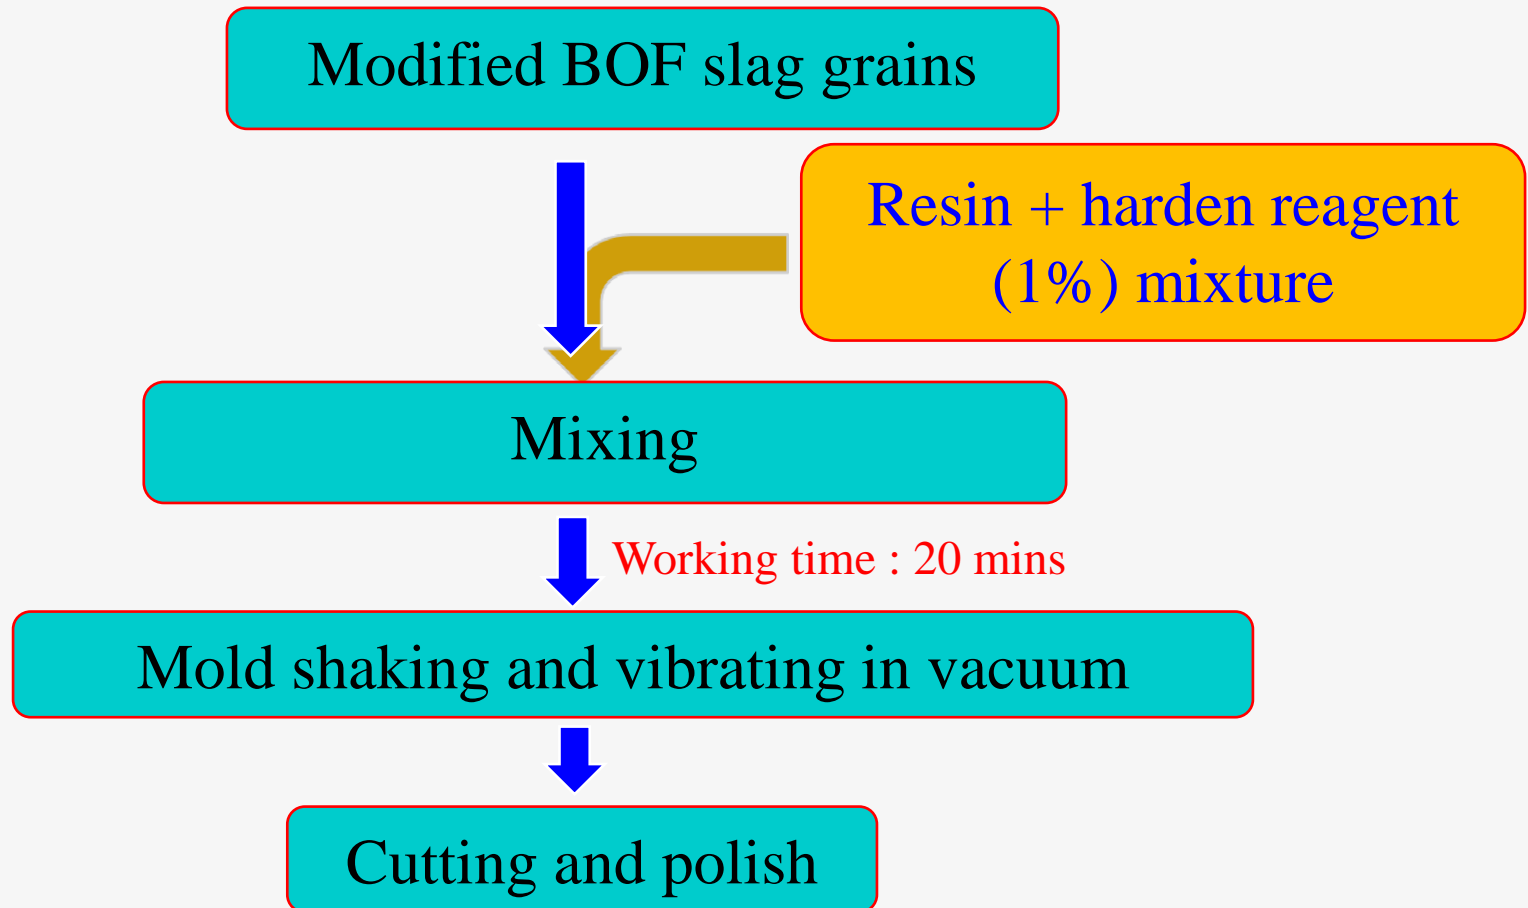 Modified BOF slag grains
Resin + harden reagent
(1%) mixture
Mixing
Working time : 20 mins
Mold shaking and vibrating in vacuum
Cutting and polish